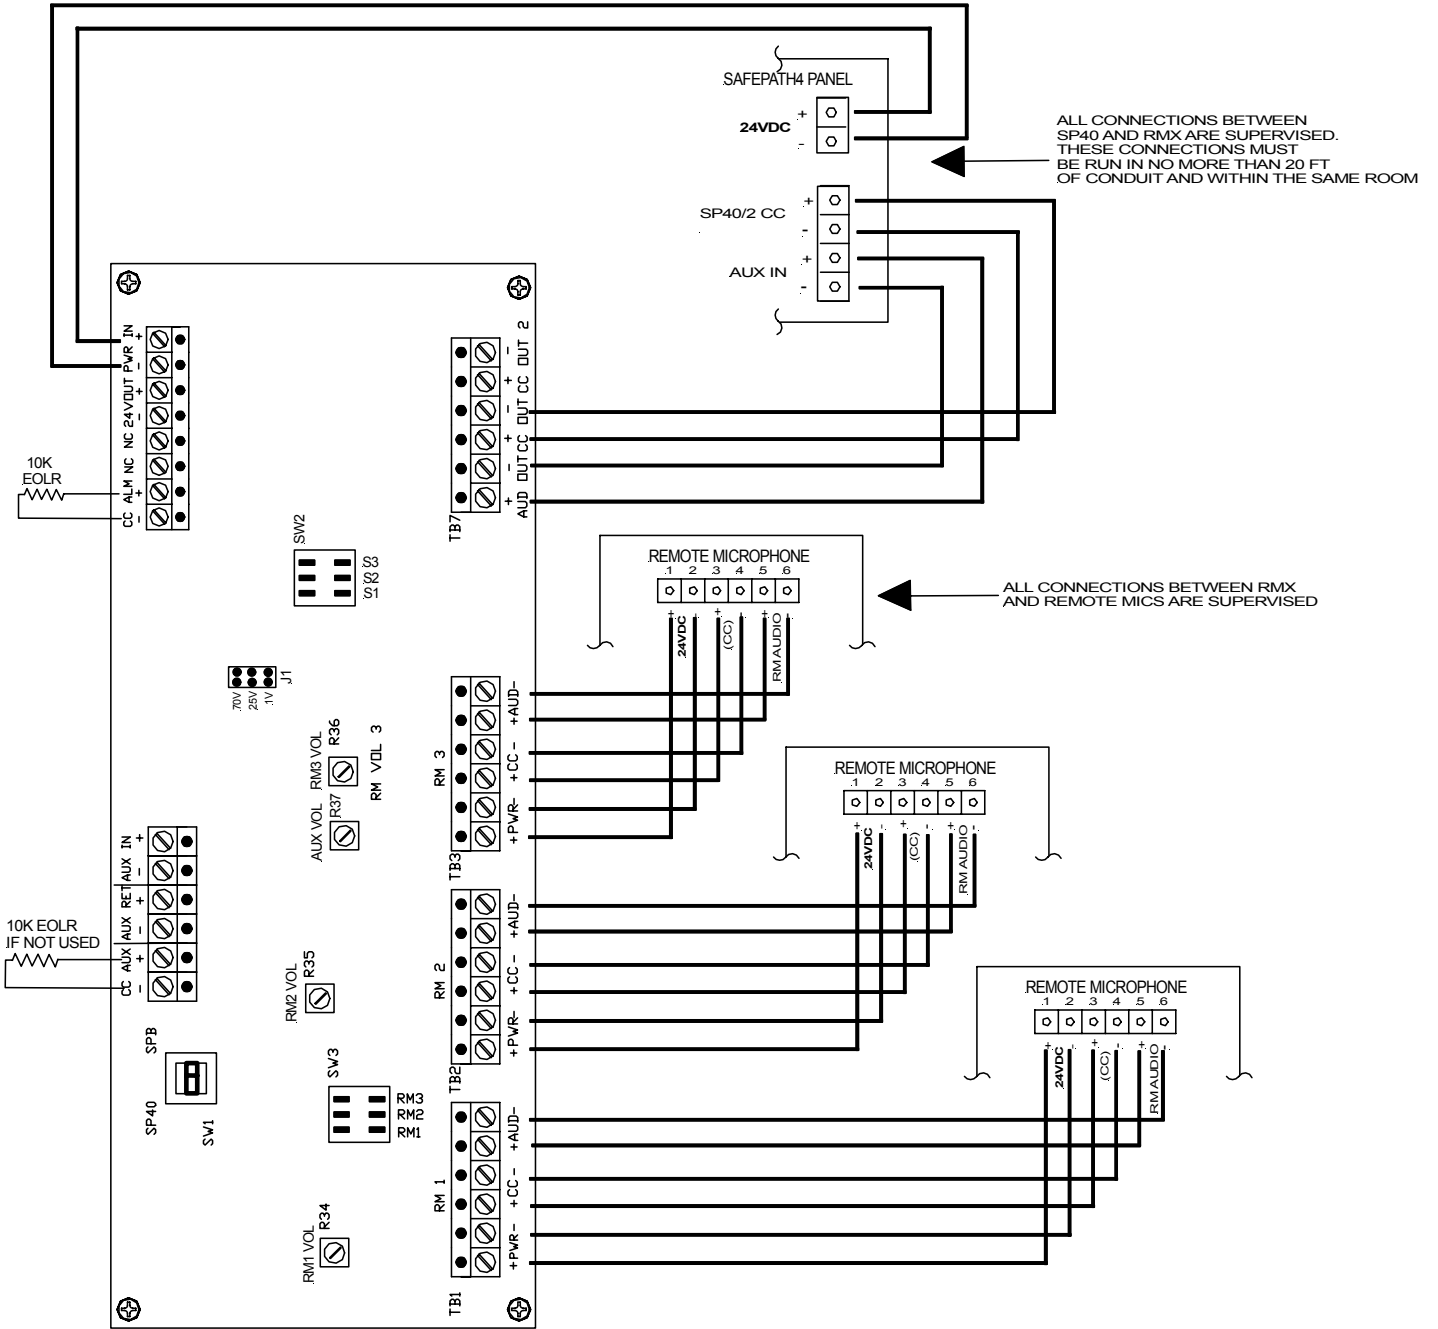 SAFEPATH4 PANEL
+
24VDC
-
ALL CONNECTIONS BETWEEN
SP40 AND RMX ARE SUPERVISED.
THESE CONNECTIONS MUST
BE RUN IN NO MORE THAN 20 FT
OF CONDUIT AND WITHIN THE SAME ROOM
+
SP40/2 CC
-
+
AUX IN
-
PWR IN
+
-
24VOUT
+
-
NC
NC
ALM
+
CC
-
10K
EOLR
OUT 2
-
CC
+
OUT
-
CC
+
OUT
-
AUD
+
TB7
SW2
S3
S2
S1
REMOTE MICROPHONE
1 2 3 4 5 6
+ - + - + -
24VDC
(CC)
RM AUDIO
ALL CONNECTIONS BETWEEN RMX
AND REMOTE MICS ARE SUPERVISED
J1
70V
25V
1V
RM3 VOL
R36
RM VOL 3
AUX VOL
R37
RM 3
+AUD-
+CC-
+PWR-
TB3
REMOTE MICROPHONE
1 2 3 4 5 6
+ - + - + -
24VDC
(CC)
RM AUDIO
AUX IN
+
-
AUX RET
+
-
CC AUX
+
-
10K EOLR
IF NOT USED
RM2 VOL
R35
RM 2
+AUD-
+CC-
+PWR-
TB2
REMOTE MICROPHONE
1 2 3 4 5 6
+ - + - + -
24VDC
(CC)
RM AUDIO
SPB
SP40
SW1
SW3
RM3
RM2
RM1
RM1 VOL
R34
RM 1
+AUD-
+CC-
+PWR-
TB1